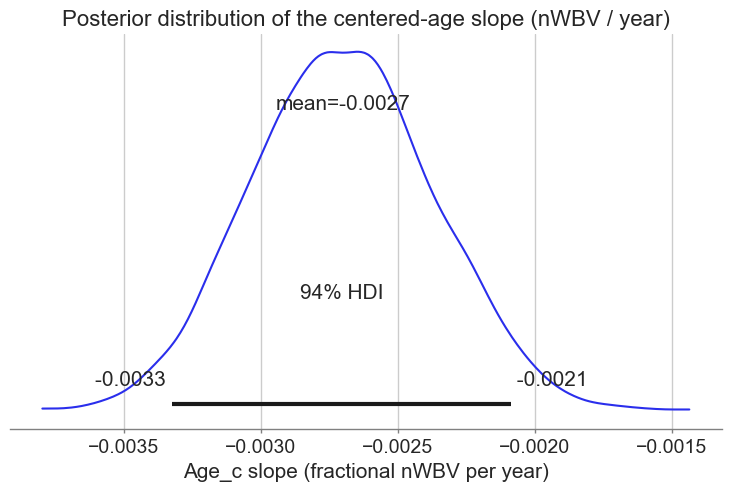 Posterior distribution of the centered-age slope (nWBV / year)
mean=-0.0027
94% HDI
-0.0033 -0.0021
−0.0035 −0.0030 −0.0025 −0.0020 −0.0015
Age_c slope (fractional nWBV per year)